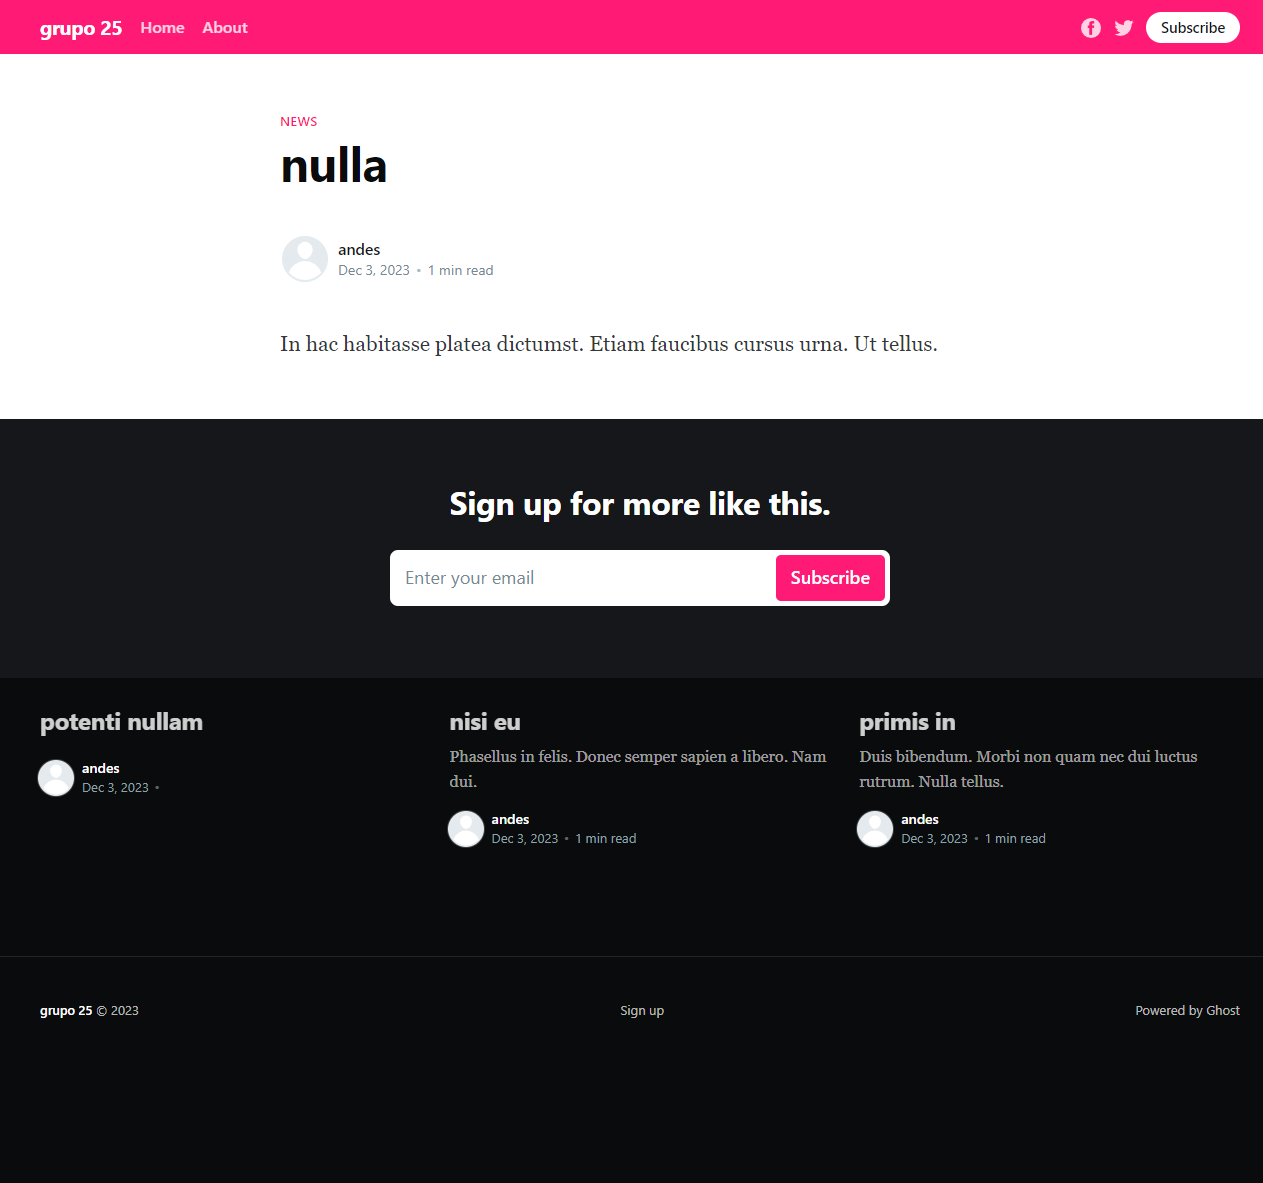 grupo 25 Home About Subscribe
NEWS
nulla
andes
Dec 3, 2023 • 1 min read
In hac habitasse platea dictumst. Etiam faucibus cursus urna. Ut tellus.
Sign up for more like this.
Enter your email Subscribe
potenti nullam
andes
Dec 3, 2023 •
nisi eu
Phasellus in felis. Donec semper sapien a libero. Nam
dui.
andes
Dec 3, 2023 • 1 min read
primis in
Duis bibendum. Morbi non quam nec dui luctus
rutrum. Nulla tellus.
andes
Dec 3, 2023 • 1 min read
grupo 25 © 2023 Sign up Powered by Ghost